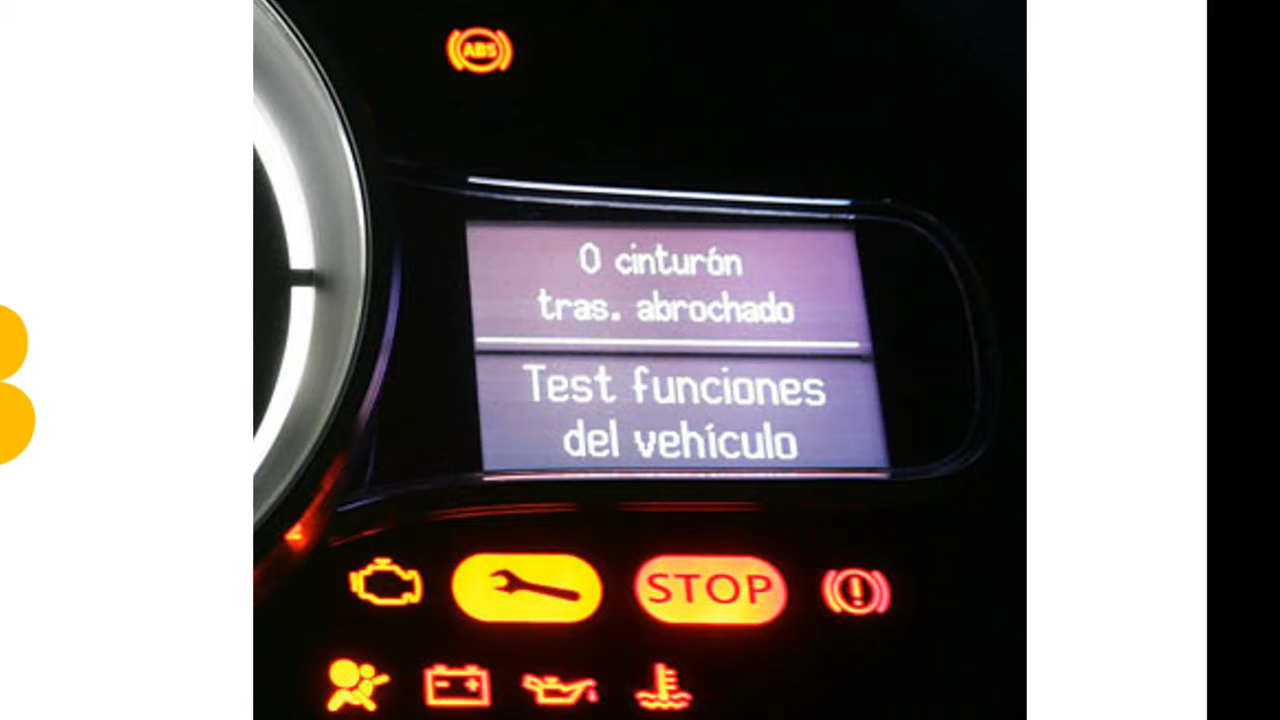 ABS
0 cinturón
tras. abrochado
Test funciones
del vehículo
STOP